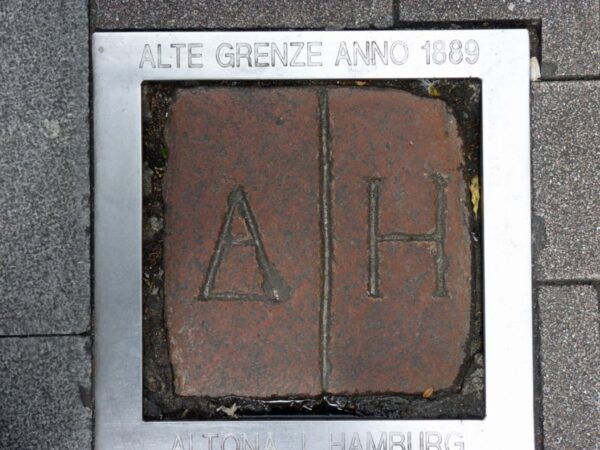 ALTE GRENZE ANNO 1889
A H
ALTONA | HAMBURG